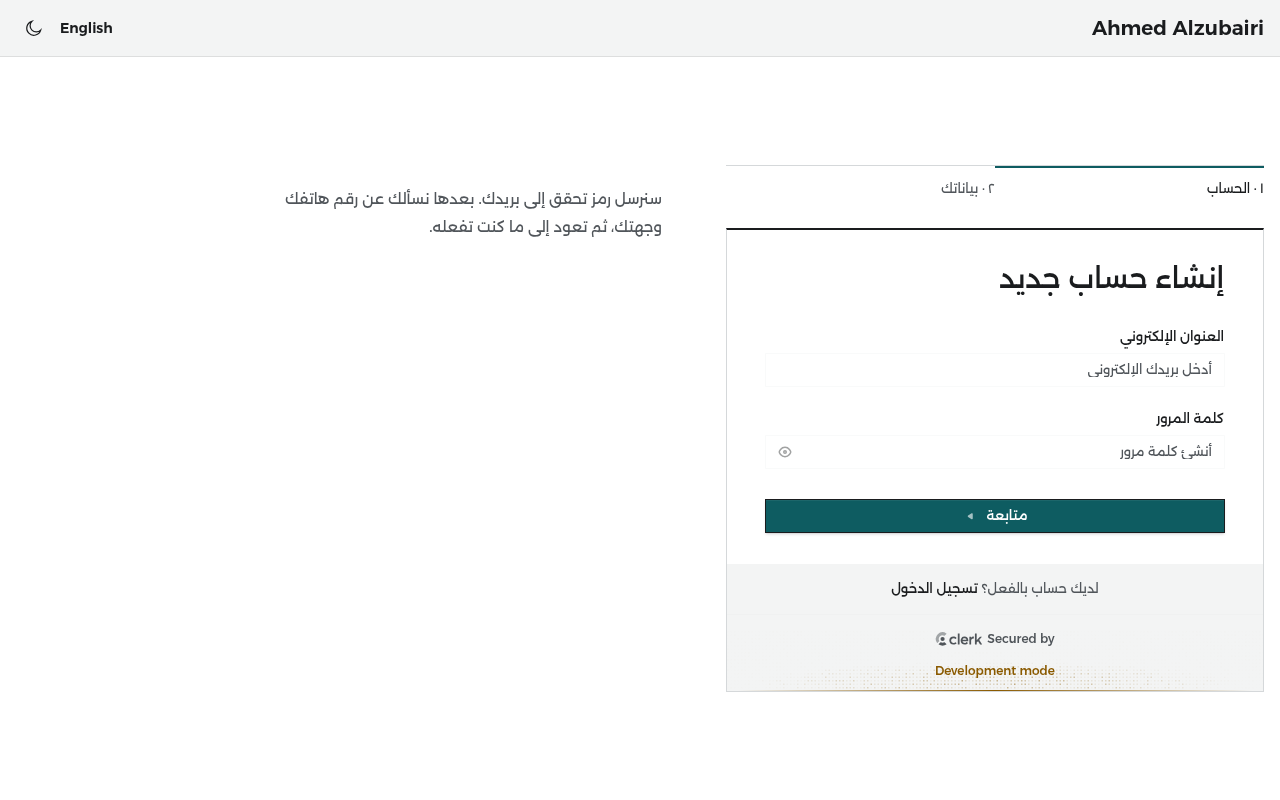 Ahmed Alzubairi
English
٠١ الحساب
٠٢ بياناتك
سنرسل رمز تحقق إلى بريدك. بعدها نسألك عن رقم هاتفك
وجهتك، ثم تعود إلى ما كنت تفعله.
إنشاء حساب جديد
العنوان الإلكتروني
أدخل بريدك الإلكتروني
كلمة المرور
أنشئ كلمة مرور
متابعة
لديك حساب بالفعل؟ تسجيل الدخول
Secured by clerk
Development mode